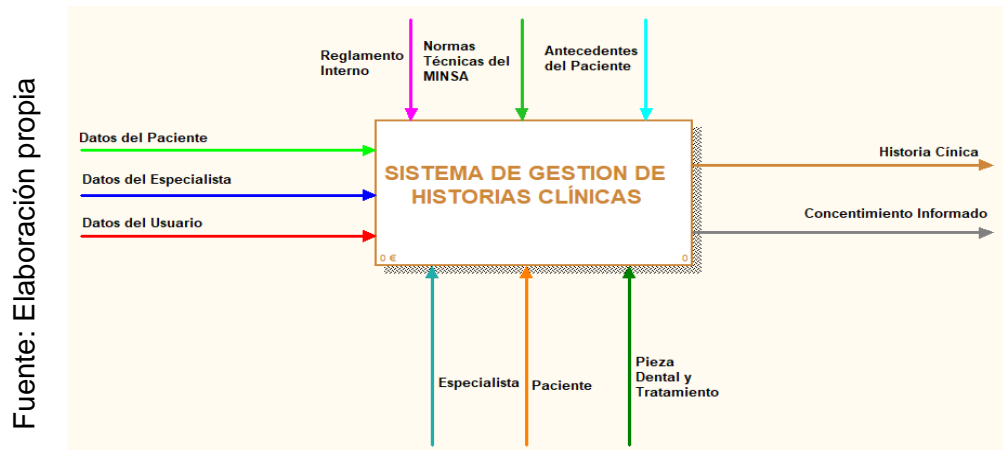 Fuente: Elaboración propia
Reglamento
Interno
Normas
Técnicas del
MINSA
Antecedentes
del Paciente
Datos del Paciente
Datos del Especialista
Datos del Usuario
SISTEMA DE GESTION DE
HISTORIAS CLÍNICAS
0 €
0
Historia Cínica
Concentimiento Informado
Especialista
Paciente
Pieza
Dental y
Tratamiento